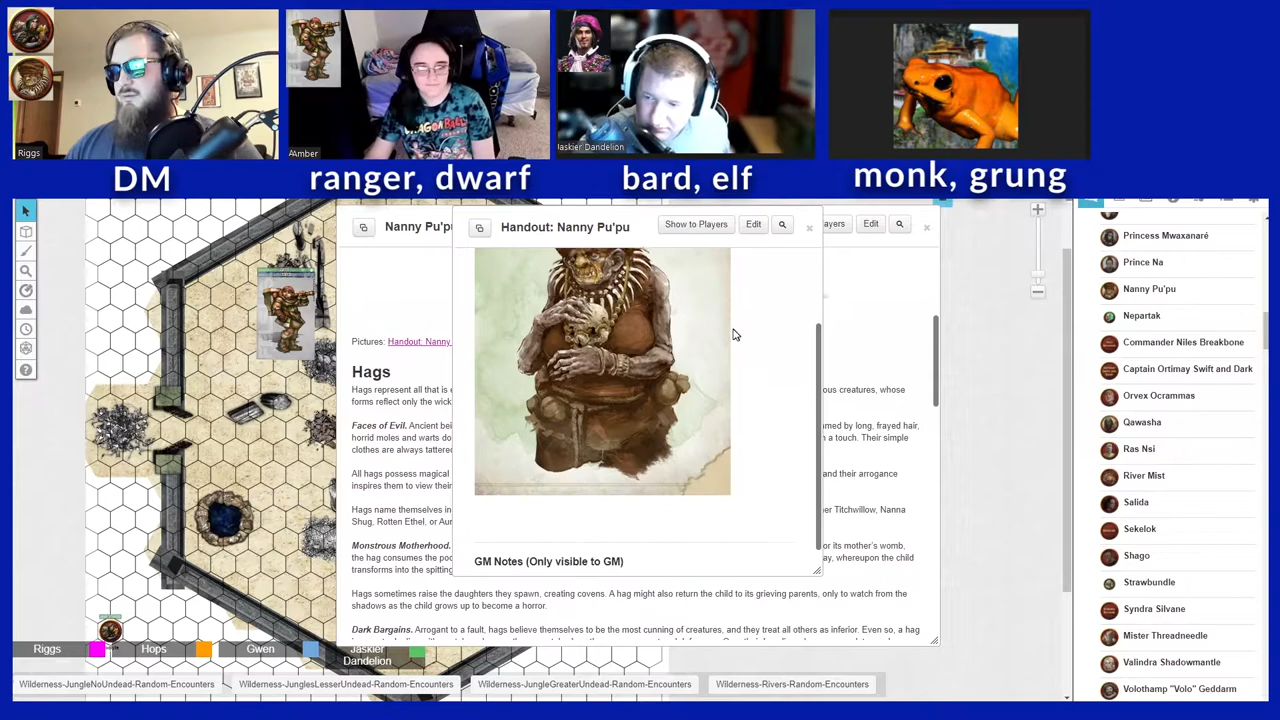 Riggs
Amber
Jaskier Dandelion
DM
ranger, dwarf
bard, elf
monk, grung
Nanny Pu'pu
Handout: Nanny Pu'pu
Show to Players
Edit
ayers
Edit
Pictures: Handout: Nanny
Hags
Hags represent all that is
ous creatures, whose
forms reflect only the wick
Faces of Evil. Ancient bei
amed by long, frayed hair,
horrid moles and warts do
h a touch. Their simple
clothes are always tattered
All hags possess magical
and their arrogance
inspires them to view their
Hags name themselves in
er Titchwillow, Nanna
Shug, Rotten Ethel, or Aun
Monstrous Motherhood.
or its mother's womb,
the hag consumes the poo
ay, whereupon the child
transforms into the spitting
GM Notes (Only visible to GM)
Hags sometimes raise the daughters they spawn, creating covens. A hag might also return the child to its grieving parents, only to watch from the
shadows as the child grows up to become a horror.
Dark Bargains. Arrogant to a fault, hags believe themselves to be the most cunning of creatures, and they treat all others as inferior. Even so, a hag
Princess Mwaxanaré
Prince Na
Nanny Pu'pu
Nepartak
Commander Niles Breakbone
Captain Ortimay Swift and Dark
Orvex Ocrammas
Qawasha
Ras Nsi
River Mist
Salida
Sekelok
Shago
Strawbundle
Syndra Silvane
Mister Threadneedle
Valindra Shadowmantle
Volothamp "Volo" Geddarm
Riggs
Hops
Gwen
Jaskier
Dandelion
Wilderness-JungleNoUndead-Random-Encounters
Wilderness-JunglesLesserUndead-Random-Encounters
Wilderness-JungleGreaterUndead-Random-Encounters
Wilderness-Rivers-Random-Encounters